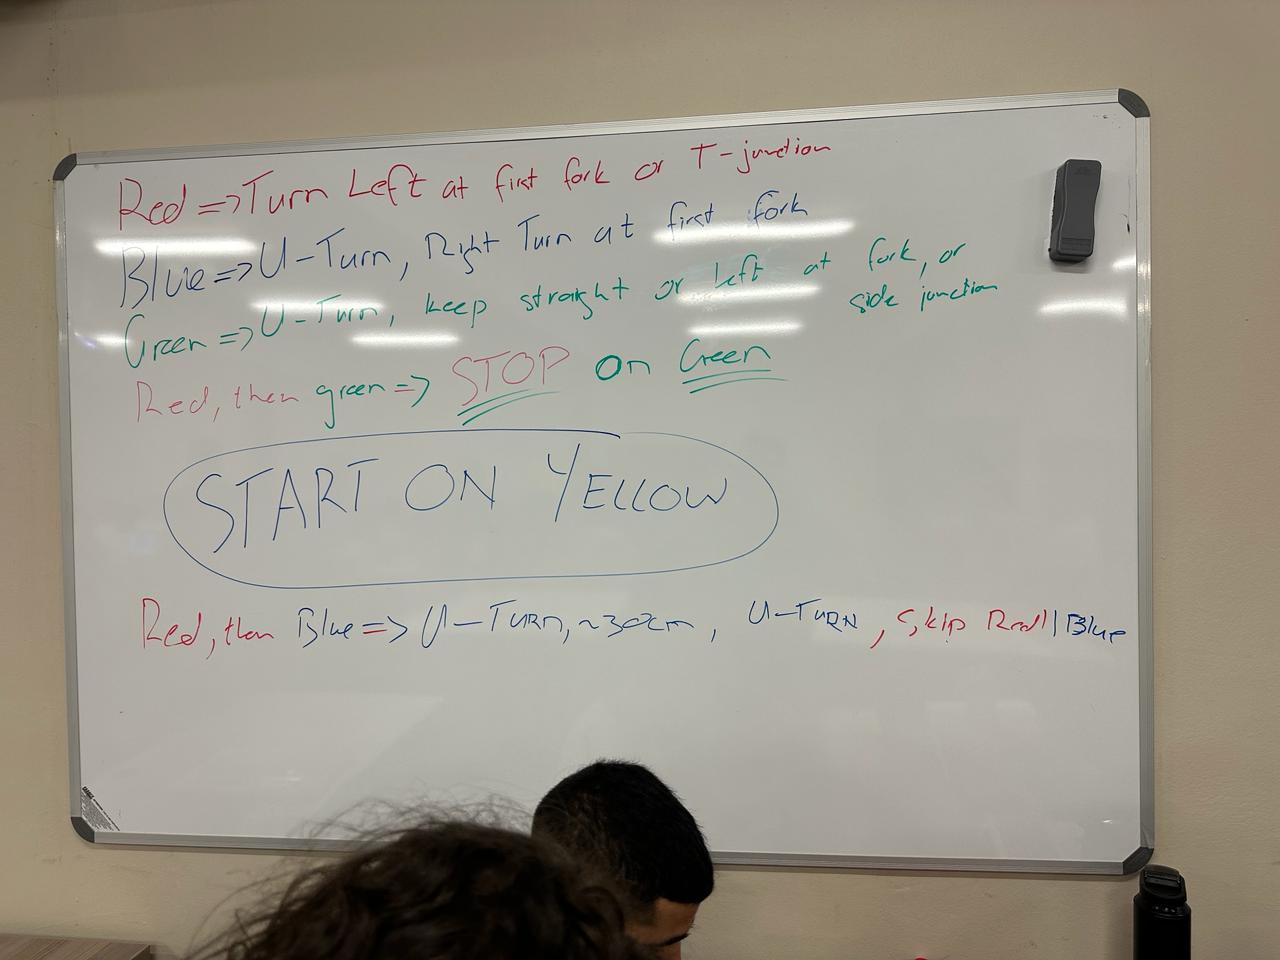 Red => Turn Left at first fork or T-junction
Blue => U-Turn, Right Turn at first fork
Green => U-Turn, keep straight or left at fork, or
side junction
Red, then green => STOP on Green
START ON YELLOW
Red, then Blue => U-TURN, ~30cm, U-TURN, Skip Red||Blue